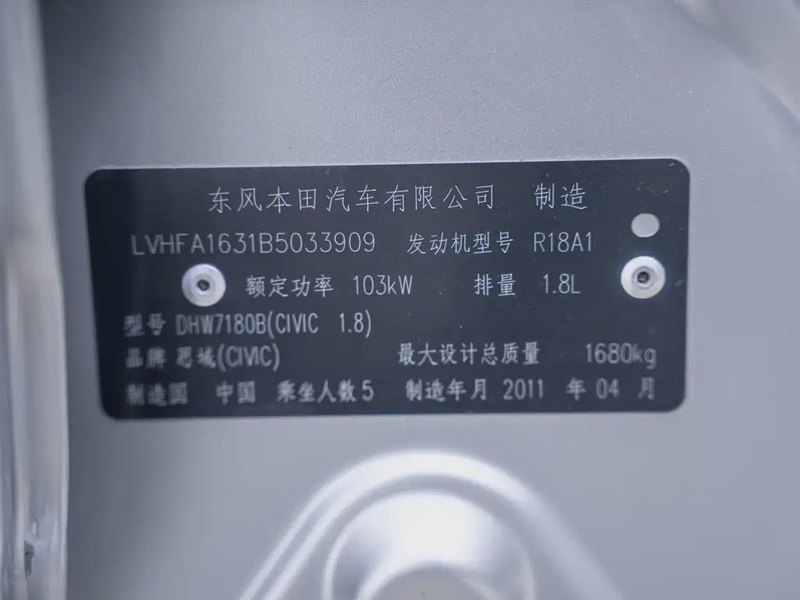 东风本田汽车有限公司 制造
LVHFA1631B5033909 发动机型号 R18A1
额定功率 103kW 排量 1.8L
型号 DHW7180B(CIVIC 1.8)
品牌 思域(CIVIC) 最大设计总质量 1680kg
制造国 中国 乘坐人数 5 制造年月 2011 年 04 月